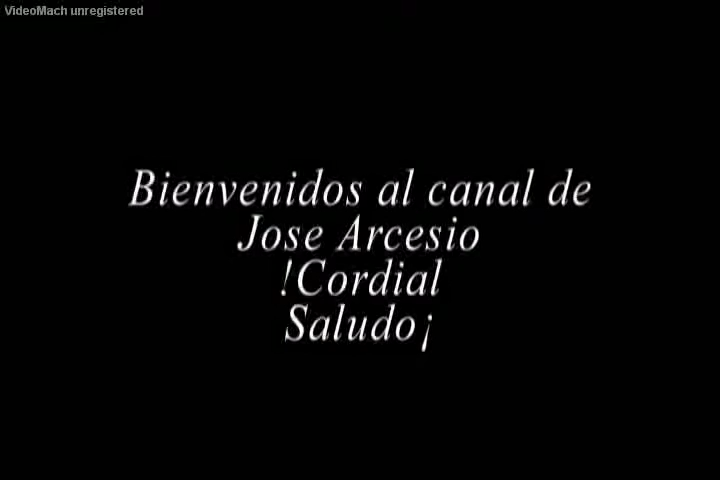 VideoMach unregistered
Bienvenidos al canal de
Jose Arcesio
!Cordial
Saludo¡